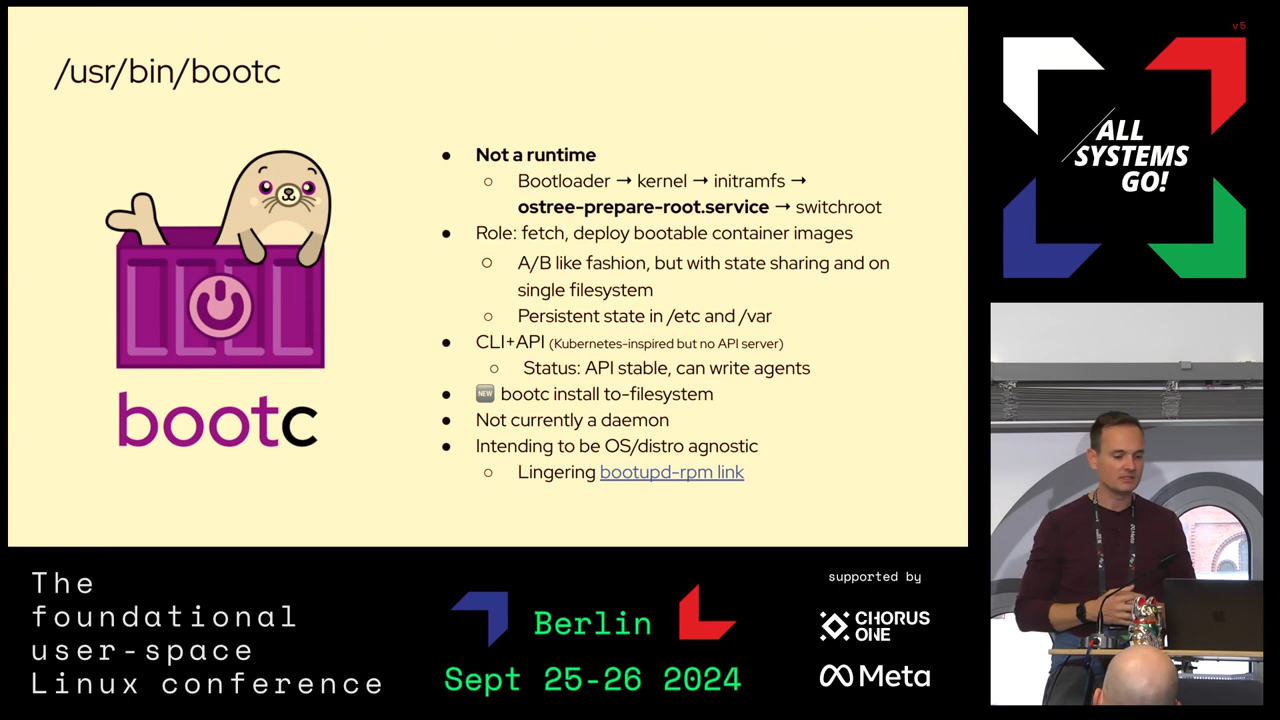 /usr/bin/bootc
bootc
● Not a runtime
○ Bootloader → kernel → initramfs →
ostree-prepare-root.service → switchroot
● Role: fetch, deploy bootable container images
○ A/B like fashion, but with state sharing and on
single filesystem
○ Persistent state in /etc and /var
● CLI+API (Kubernetes-inspired but no API server)
○ Status: API stable, can write agents
● 🆕 bootc install to-filesystem
● Not currently a daemon
● Intending to be OS/distro agnostic
○ Lingering bootupd-rpm link
v5
ALL
SYSTEMS
GO!
The
foundational
user-space
Linux conference
Berlin
Sept 25-26 2024
supported by
CHORUS
ONE
Meta